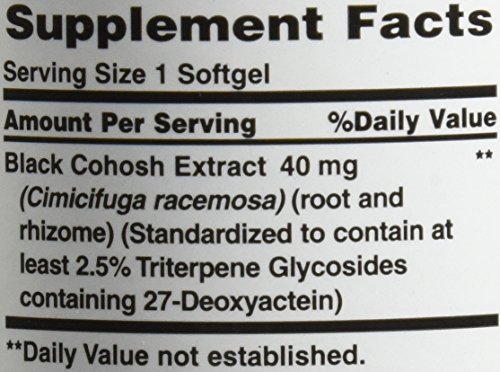 Supplement Facts
Serving Size 1 Softgel
Amount Per Serving %Daily Value
Black Cohosh Extract 40 mg **
(Cimicifuga racemosa) (root and
rhizome) (Standardized to contain at
least 2.5% Triterpene Glycosides
containing 27-Deoxyactein)
**Daily Value not established.